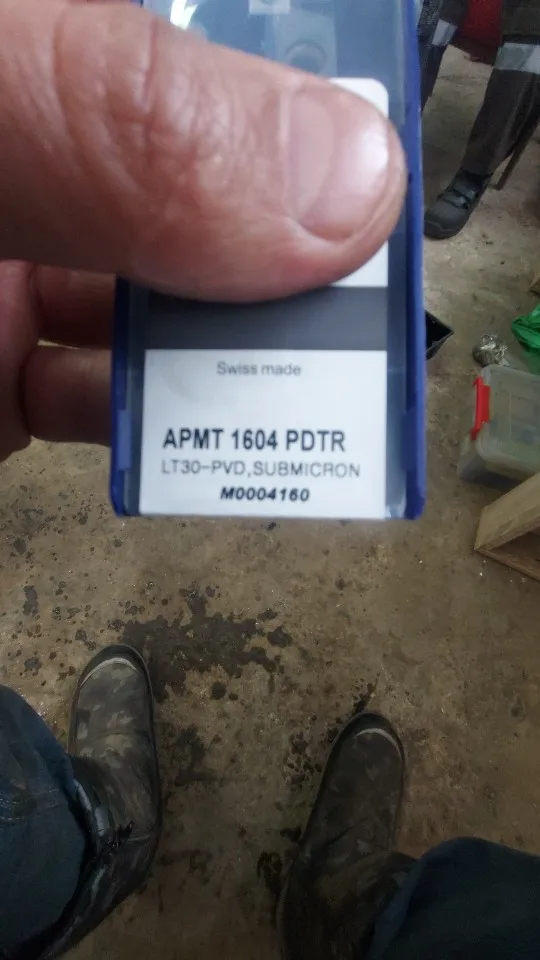 Swiss made
APMT 1604 PDTR
LT30-PVD,SUBMICRON
M0004160